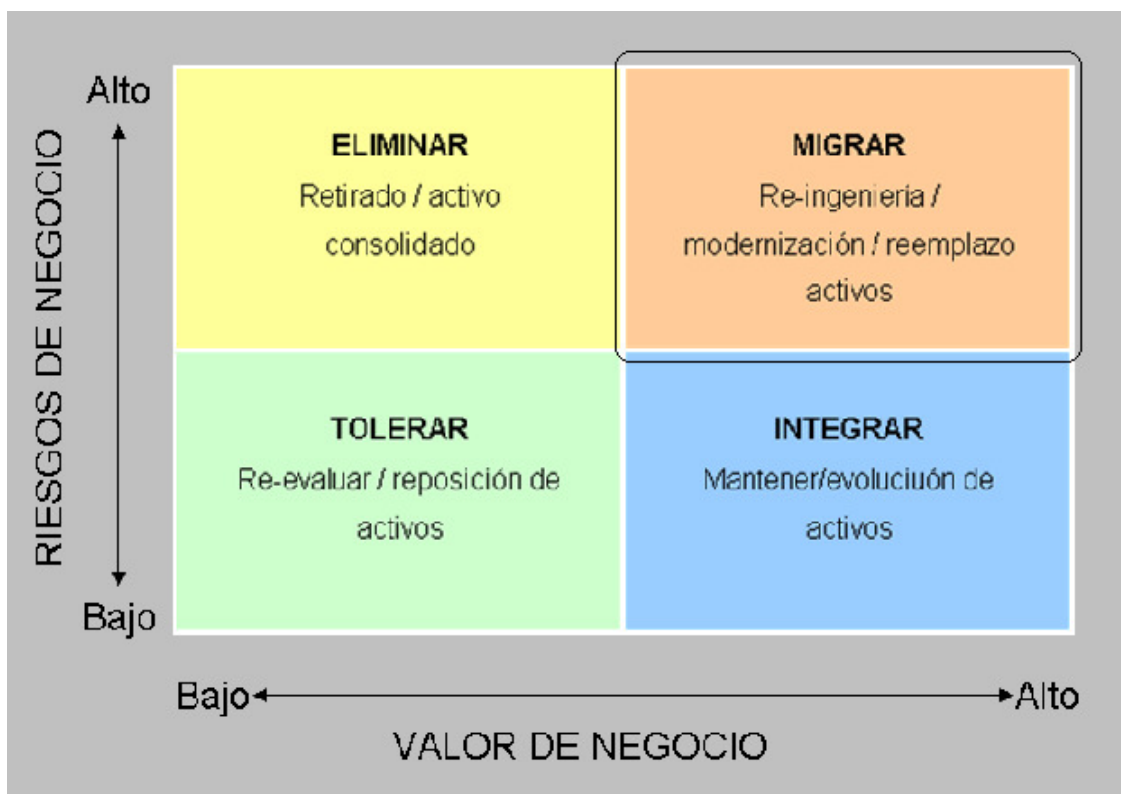 Alto
RIESGOS DE NEGOCIO
Bajo
ELIMINAR
Retirado / activo
consolidado
MIGRAR
Re-ingeniería /
modernización / reemplazo
activos
TOLERAR
Re-evaluar / reposición de
activos
INTEGRAR
Mantener/evoluciuón de
activos
Bajo
Alto
VALOR DE NEGOCIO